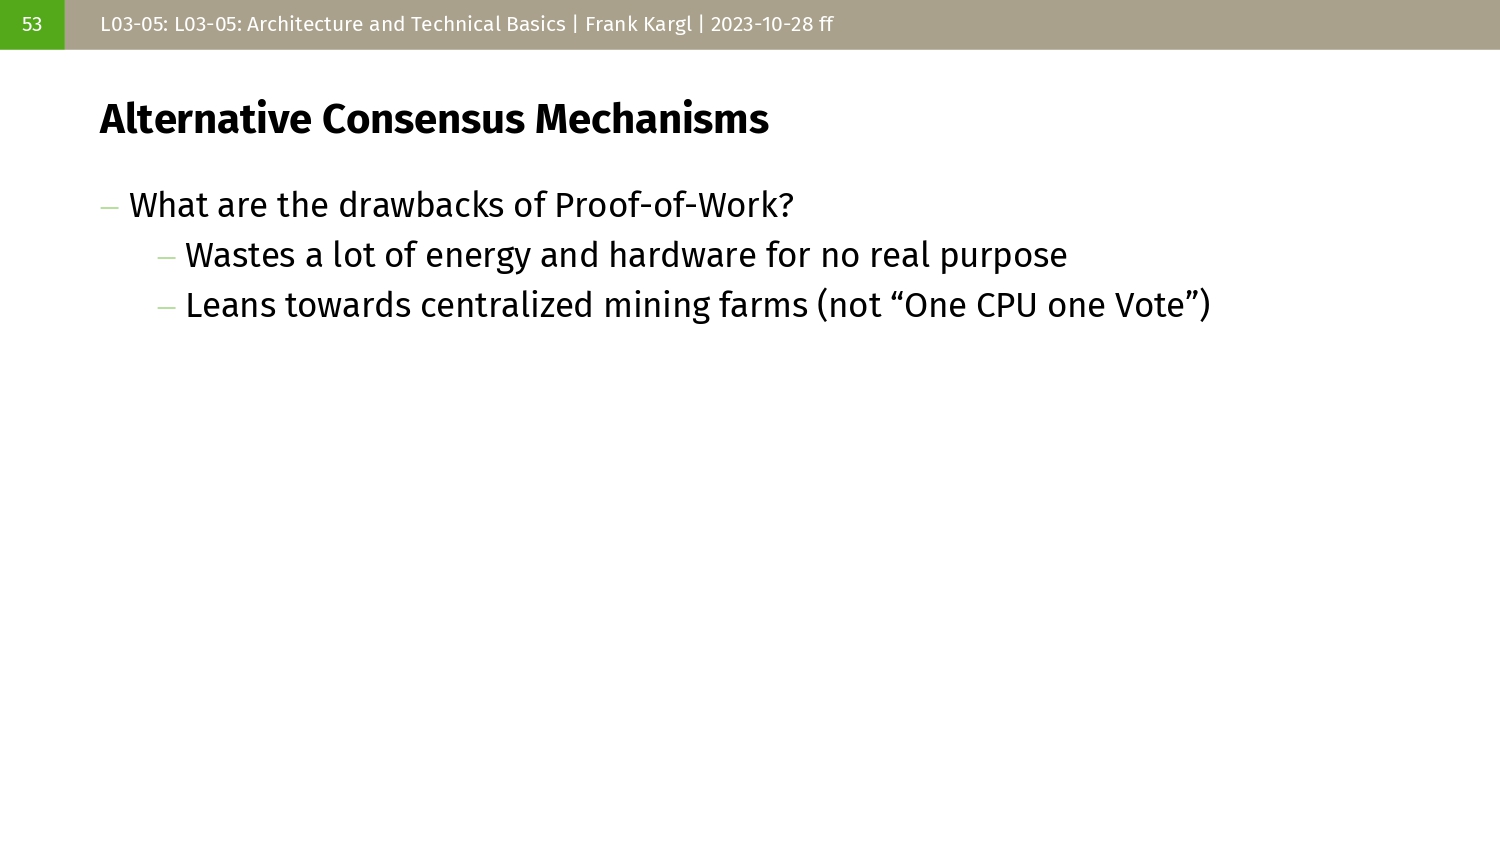 53
L03-05: L03-05: Architecture and Technical Basics | Frank Kargl | 2023-10-28 ff
Alternative Consensus Mechanisms
– What are the drawbacks of Proof-of-Work?
– Wastes a lot of energy and hardware for no real purpose
– Leans towards centralized mining farms (not “One CPU one Vote”)